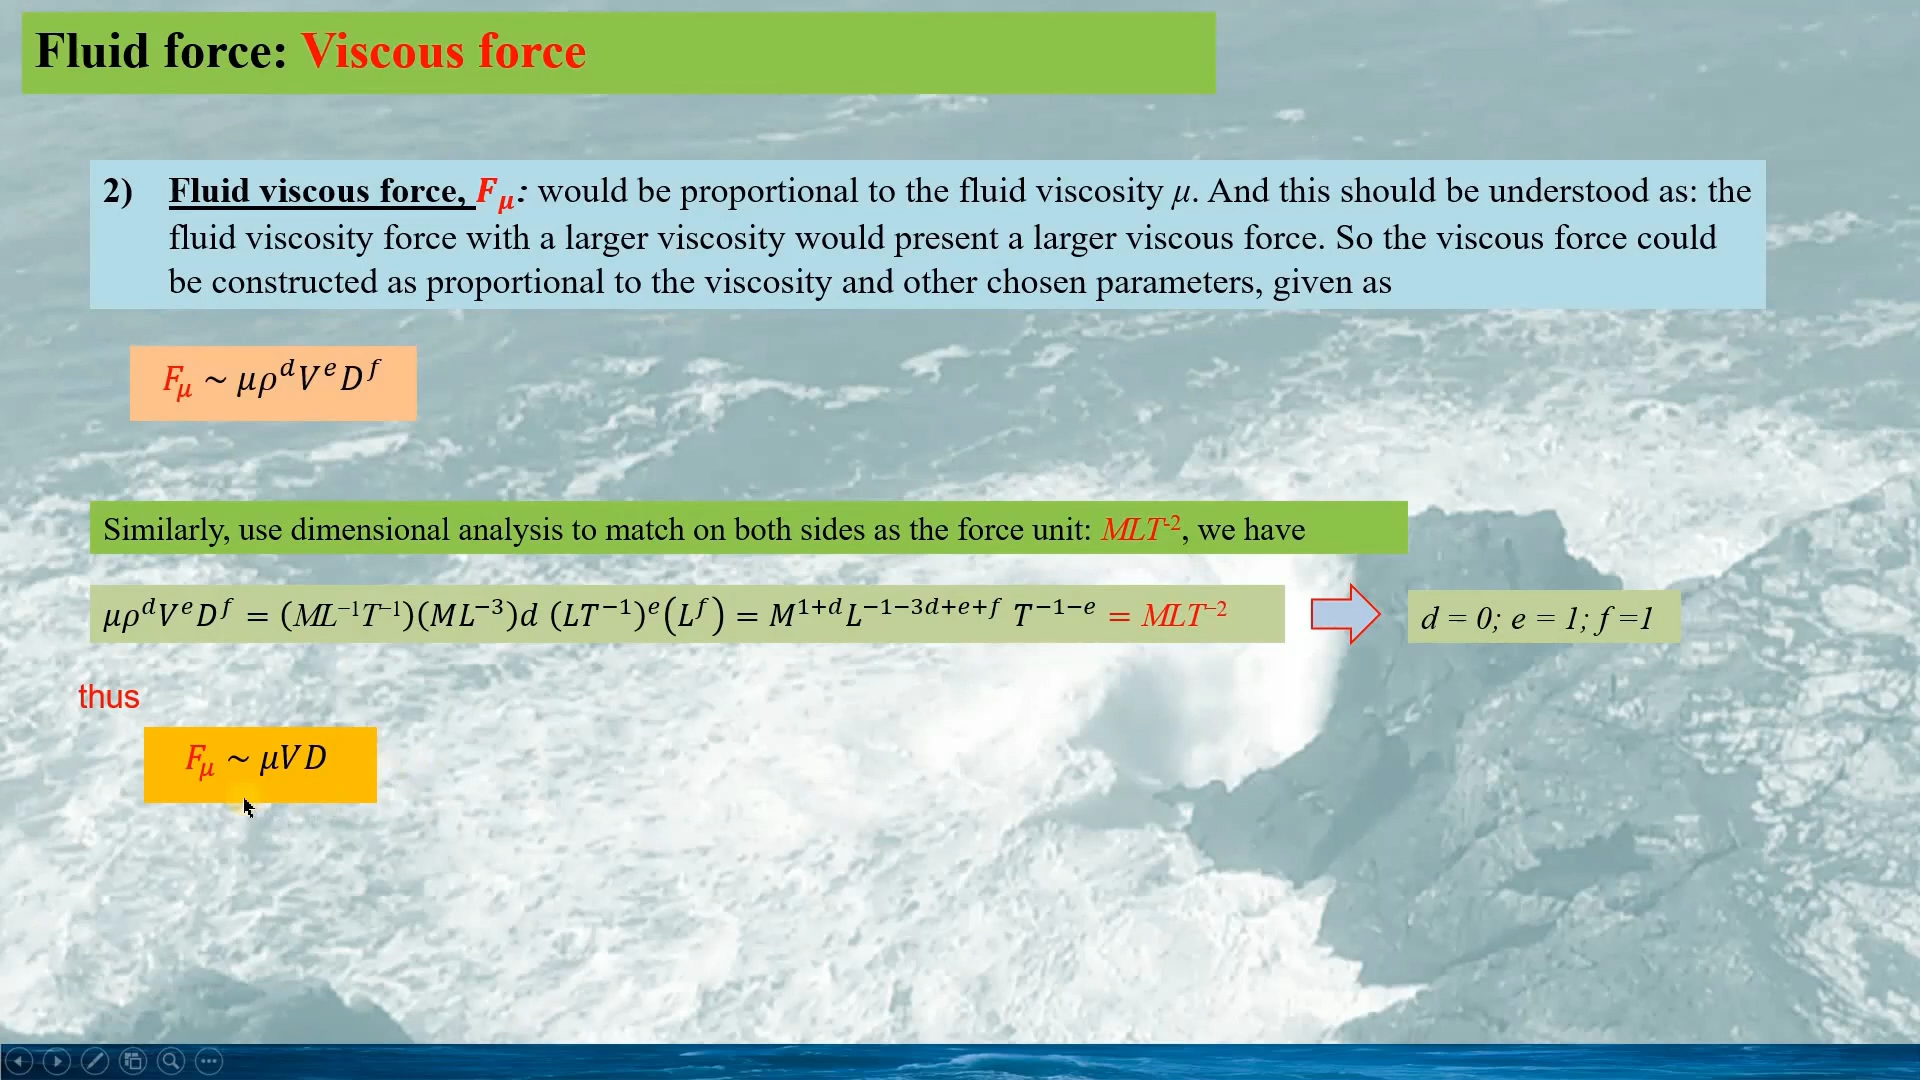 Fluid force: Viscous force
2) Fluid viscous force, F_μ: would be proportional to the fluid viscosity μ. And this should be understood as: the
fluid viscosity force with a larger viscosity would present a larger viscous force. So the viscous force could
be constructed as proportional to the viscosity and other chosen parameters, given as
F_μ ~ μρ^d V^e D^f
Similarly, use dimensional analysis to match on both sides as the force unit: MLT^-2, we have
μρ^d V^e D^f = (ML^−1T^−1)(ML^−3)d (LT^−1)^e(L^f) = M^1+d L^−1−3d+e+f T^−1−e = MLT^−2
d = 0; e = 1; f =1
thus
F_μ ~ μVD